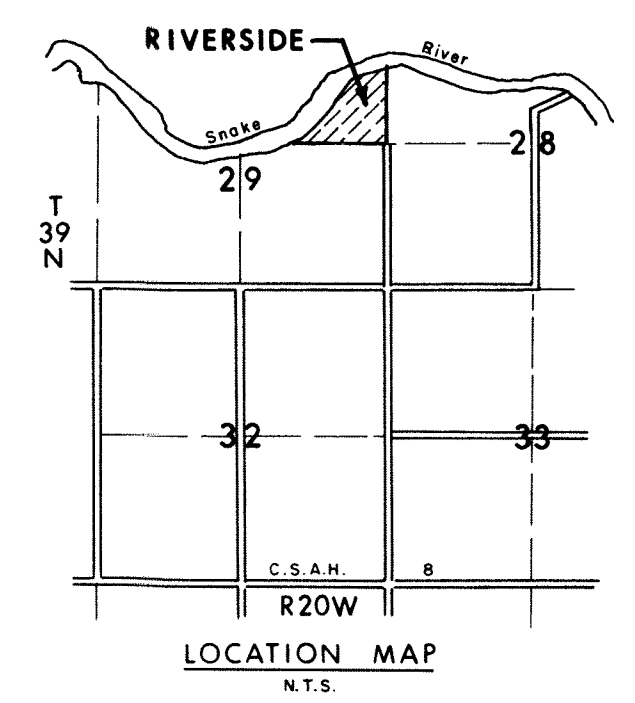 RIVERSIDE
River
Snake
28
29
T
39
N
32
33
C.S.A.H. 8
R20W
LOCATION MAP
N.T.S.